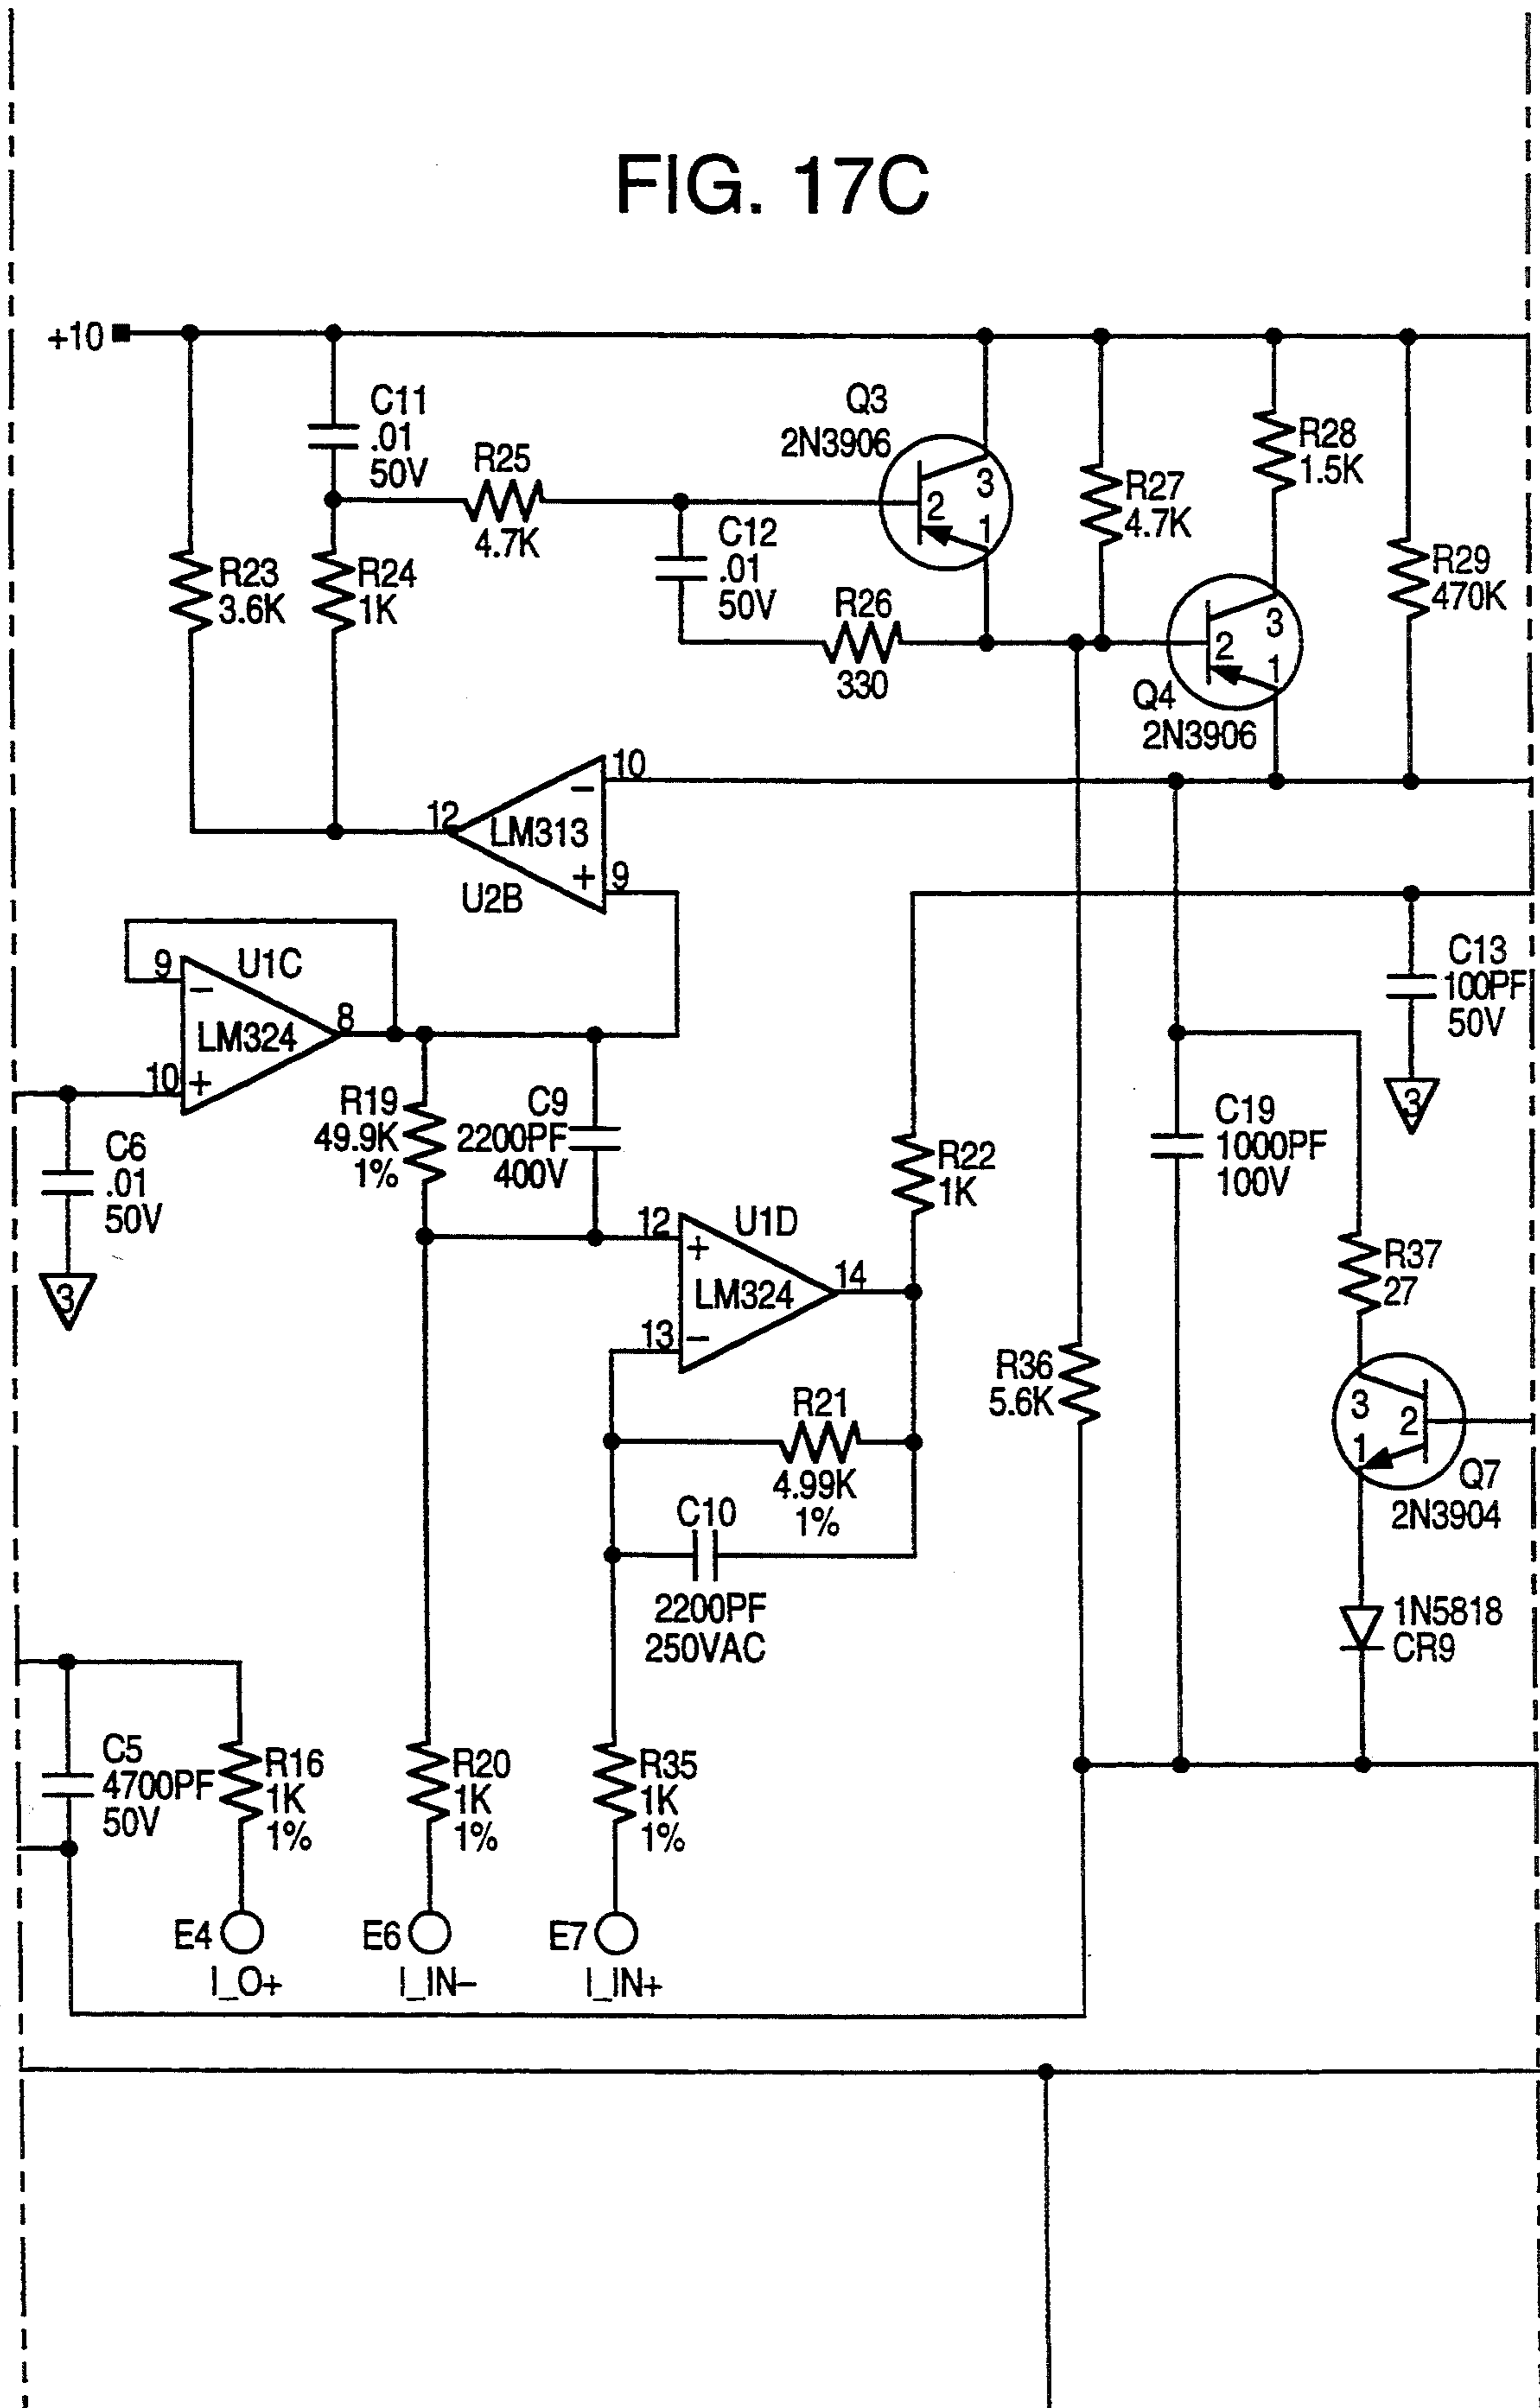 FIG. 17C
+10
C11
.01
50V
R25
4.7K
Q3
2N3906
3
2
1
R28
1.5K
R27
4.7K
C12
.01
50V
R23
3.6K
R24
1K
R26
330
R29
470K
3
2
1
Q4
2N3906
10
−
12
LM313
+
9
U2B
U1C
9
−
8
LM324
10
+
C13
100PF
50V
3
R19
49.9K
1%
C9
2200PF
400V
C6
.01
50V
3
R22
1K
C19
1000PF
100V
12
U1D
+
14
LM324
13
−
R37
27
R36
5.6K
R21
4.99K
1%
3
2
1
Q7
2N3904
C10
2200PF
250VAC
1N5818
CR9
C5
4700PF
50V
R16
1K
1%
R20
1K
1%
R35
1K
1%
E4
I_O+
E6
I_IN−
E7
I_IN+